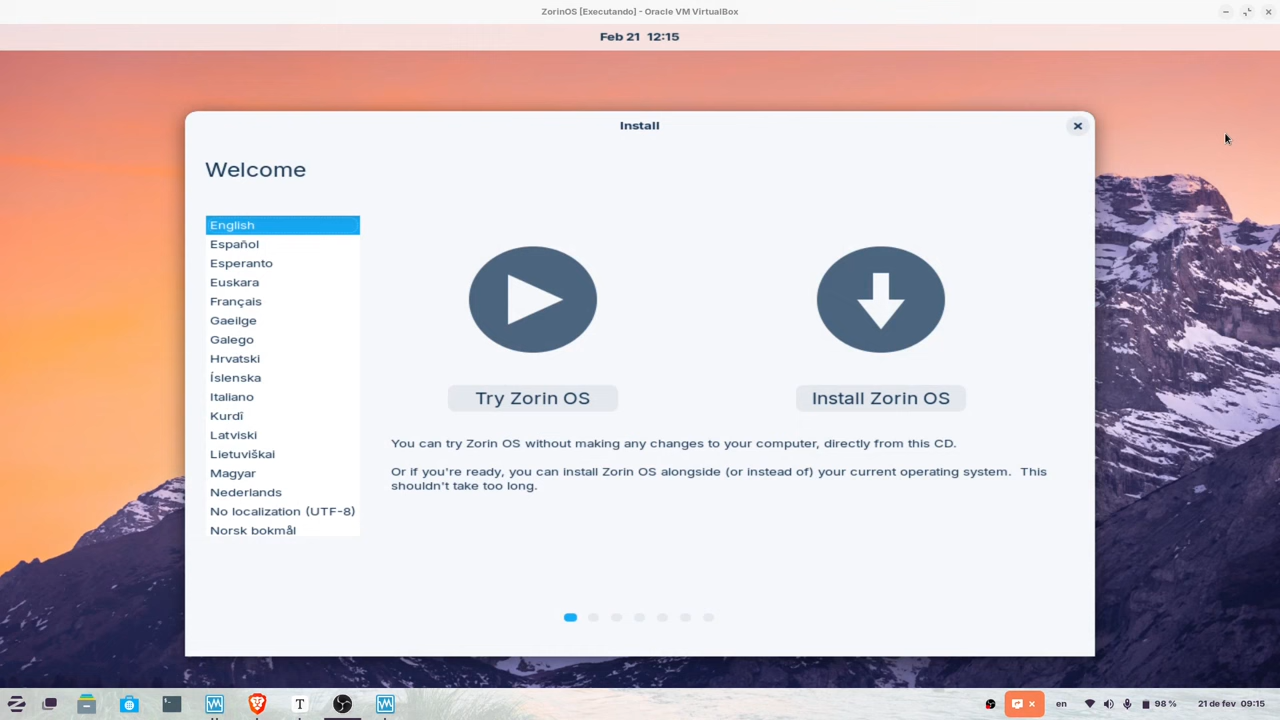 ZorinOS [Executando] - Oracle VM VirtualBox
Feb 21 12:15
Install
Welcome
English
Español
Esperanto
Euskara
Français
Gaeilge
Galego
Hrvatski
Íslenska
Italiano
Kurdî
Latviski
Lietuviškai
Magyar
Nederlands
No localization (UTF-8)
Norsk bokmål
Try Zorin OS
Install Zorin OS
You can try Zorin OS without making any changes to your computer, directly from this CD.
Or if you're ready, you can install Zorin OS alongside (or instead of) your current operating system. This
shouldn't take too long.
T
en
98 %
21 de fev 09:15